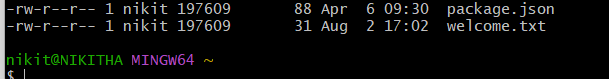 -rw-r--r-- 1 nikit 197609     88 Apr  6 09:30 package.json
-rw-r--r-- 1 nikit 197609     31 Aug  2 17:02 welcome.txt
nikit@NIKITHA MINGW64 ~
$